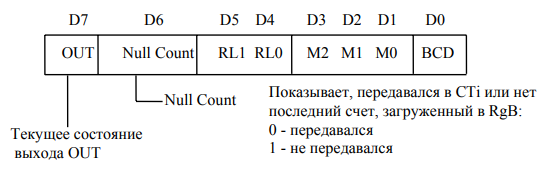 D7 D6 D5 D4 D3 D2 D1 D0
OUT Null Count RL1 RL0 M2 M1 M0 BCD
Null Count
Показывает, передавался в CTi или нет
последний счет, загруженный в RgB:
0 - передавался
1 - не передавался
Текущее состояние
выхода OUT